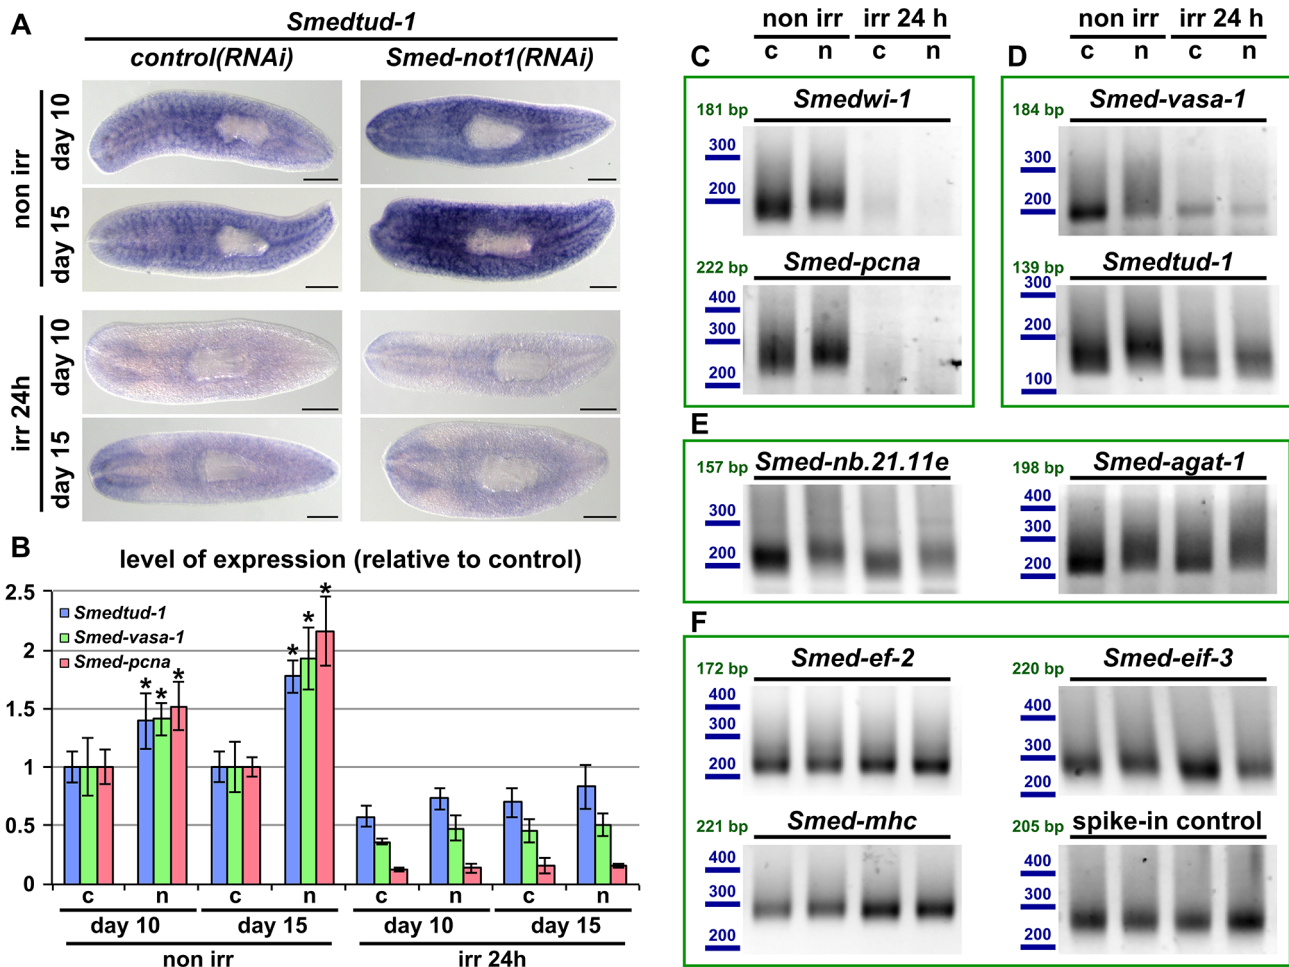 A
Smedtud-1
control(RNAi) Smed-not1(RNAi)
non irr
day 10
day 15
irr 24h
day 10
day 15
B
level of expression (relative to control)
2.5
2
1.5
1
0.5
0
Smedtud-1
Smed-vasa-1
Smed-pcna
* * * * * *
c n c n c n c n
day 10 day 15 day 10 day 15
non irr irr 24h
non irr irr 24 h
C c n c n
Smedwi-1
181 bp
300
200
Smed-pcna
222 bp
400
300
200
non irr irr 24 h
D c n c n
Smed-vasa-1
184 bp
300
200
Smedtud-1
139 bp
300
200
100
E
Smed-nb.21.11e
157 bp
300
200
Smed-agat-1
198 bp
400
300
200
F
Smed-ef-2
172 bp
400
300
200
Smed-eif-3
220 bp
400
300
200
Smed-mhc
221 bp
400
300
200
spike-in control
205 bp
400
300
200